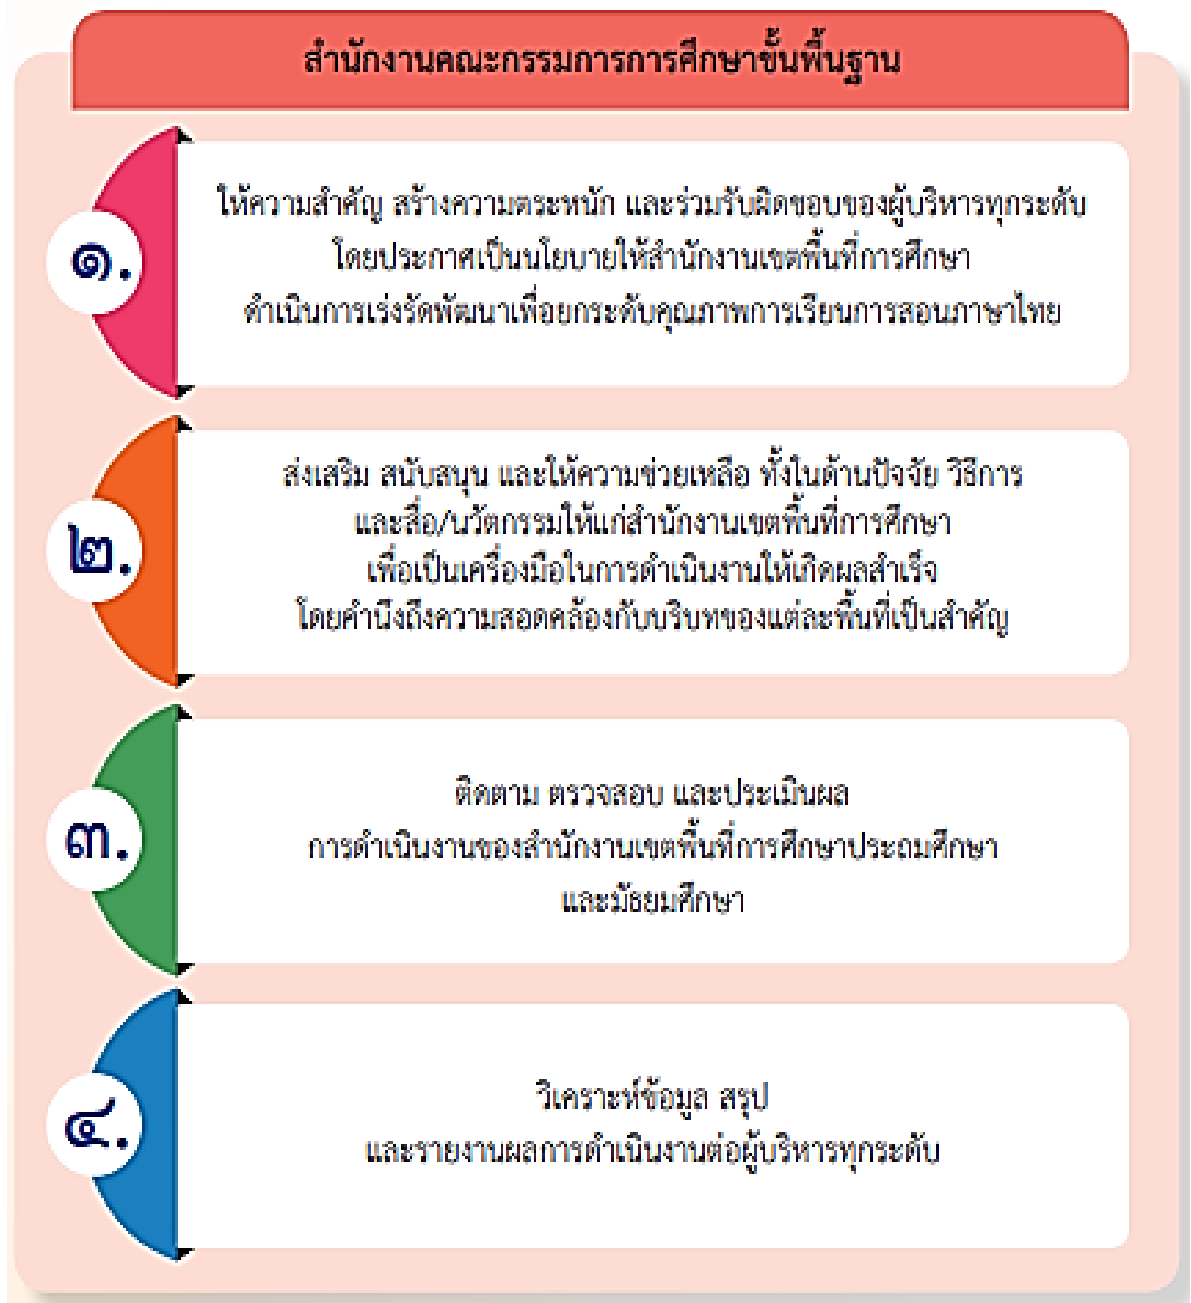 สำนักงานคณะกรรมการการศึกษาขั้นพื้นฐาน
๑.
ให้ความสำคัญ สร้างความตระหนัก และร่วมรับผิดชอบของผู้บริหารทุกระดับ
โดยประกาศเป็นนโยบายให้สำนักงานเขตพื้นที่การศึกษา
ดำเนินการเร่งรัดพัฒนาเพื่อยกระดับคุณภาพการเรียนการสอนภาษาไทย
๒.
ส่งเสริม สนับสนุน และให้ความช่วยเหลือ ทั้งในด้านปัจจัย วิธีการ
และสื่อ/นวัตกรรมให้แก่สำนักงานเขตพื้นที่การศึกษา
เพื่อเป็นเครื่องมือในการดำเนินงานให้เกิดผลสำเร็จ
โดยคำนึงถึงความสอดคล้องกับบริบทของแต่ละพื้นที่เป็นสำคัญ
๓.
ติดตาม ตรวจสอบ และประเมินผล
การดำเนินงานของสำนักงานเขตพื้นที่การศึกษาประถมศึกษา
และมัธยมศึกษา
๔.
วิเคราะห์ข้อมูล สรุป
และรายงานผลการดำเนินงานต่อผู้บริหารทุกระดับ